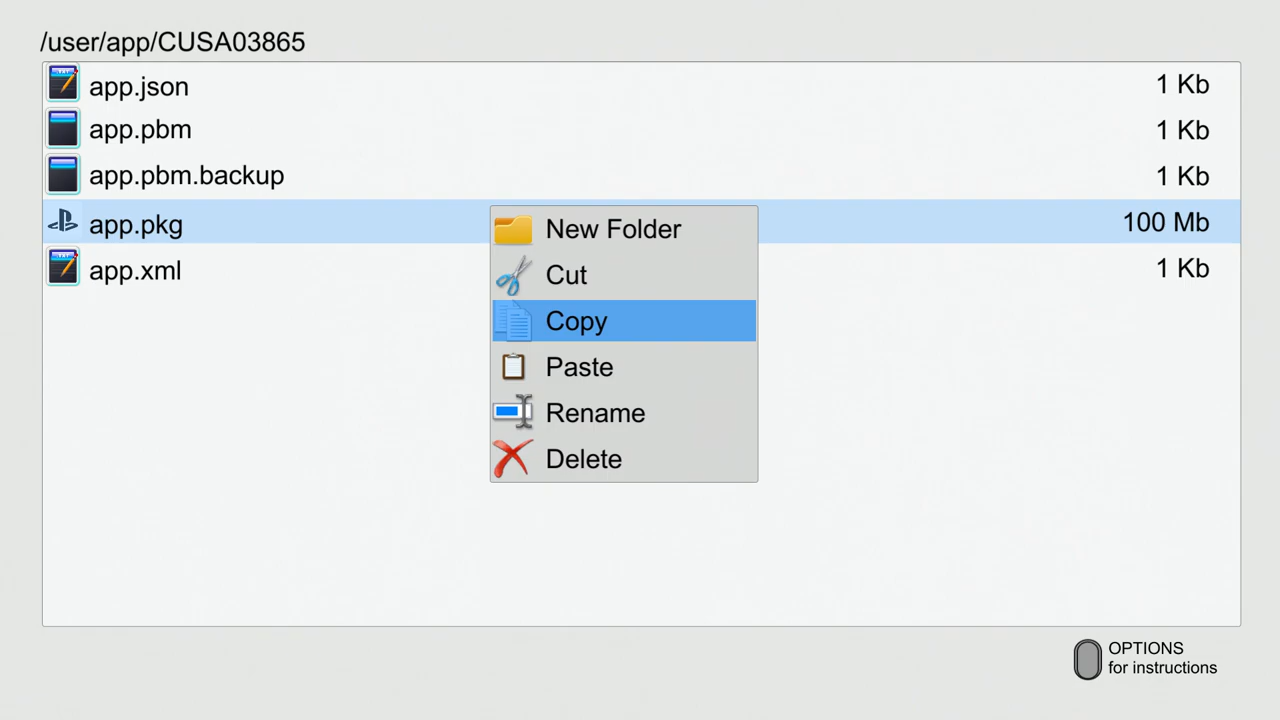 /user/app/CUSA03865
app.json 1 Kb
app.pbm 1 Kb
app.pbm.backup 1 Kb
app.pkg 100 Mb
app.xml 1 Kb
New Folder
Cut
Copy
Paste
Rename
Delete
OPTIONS
for instructions